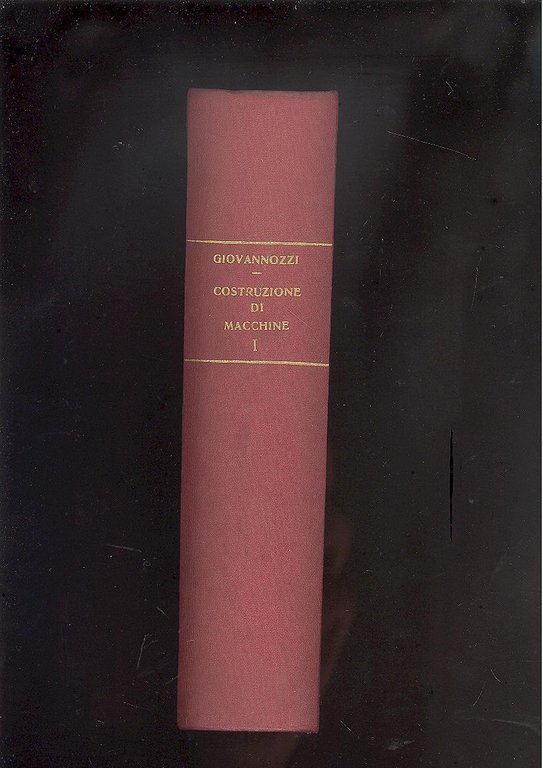 GIOVANNOZZI
COSTRUZIONE
DI
MACCHINE
I